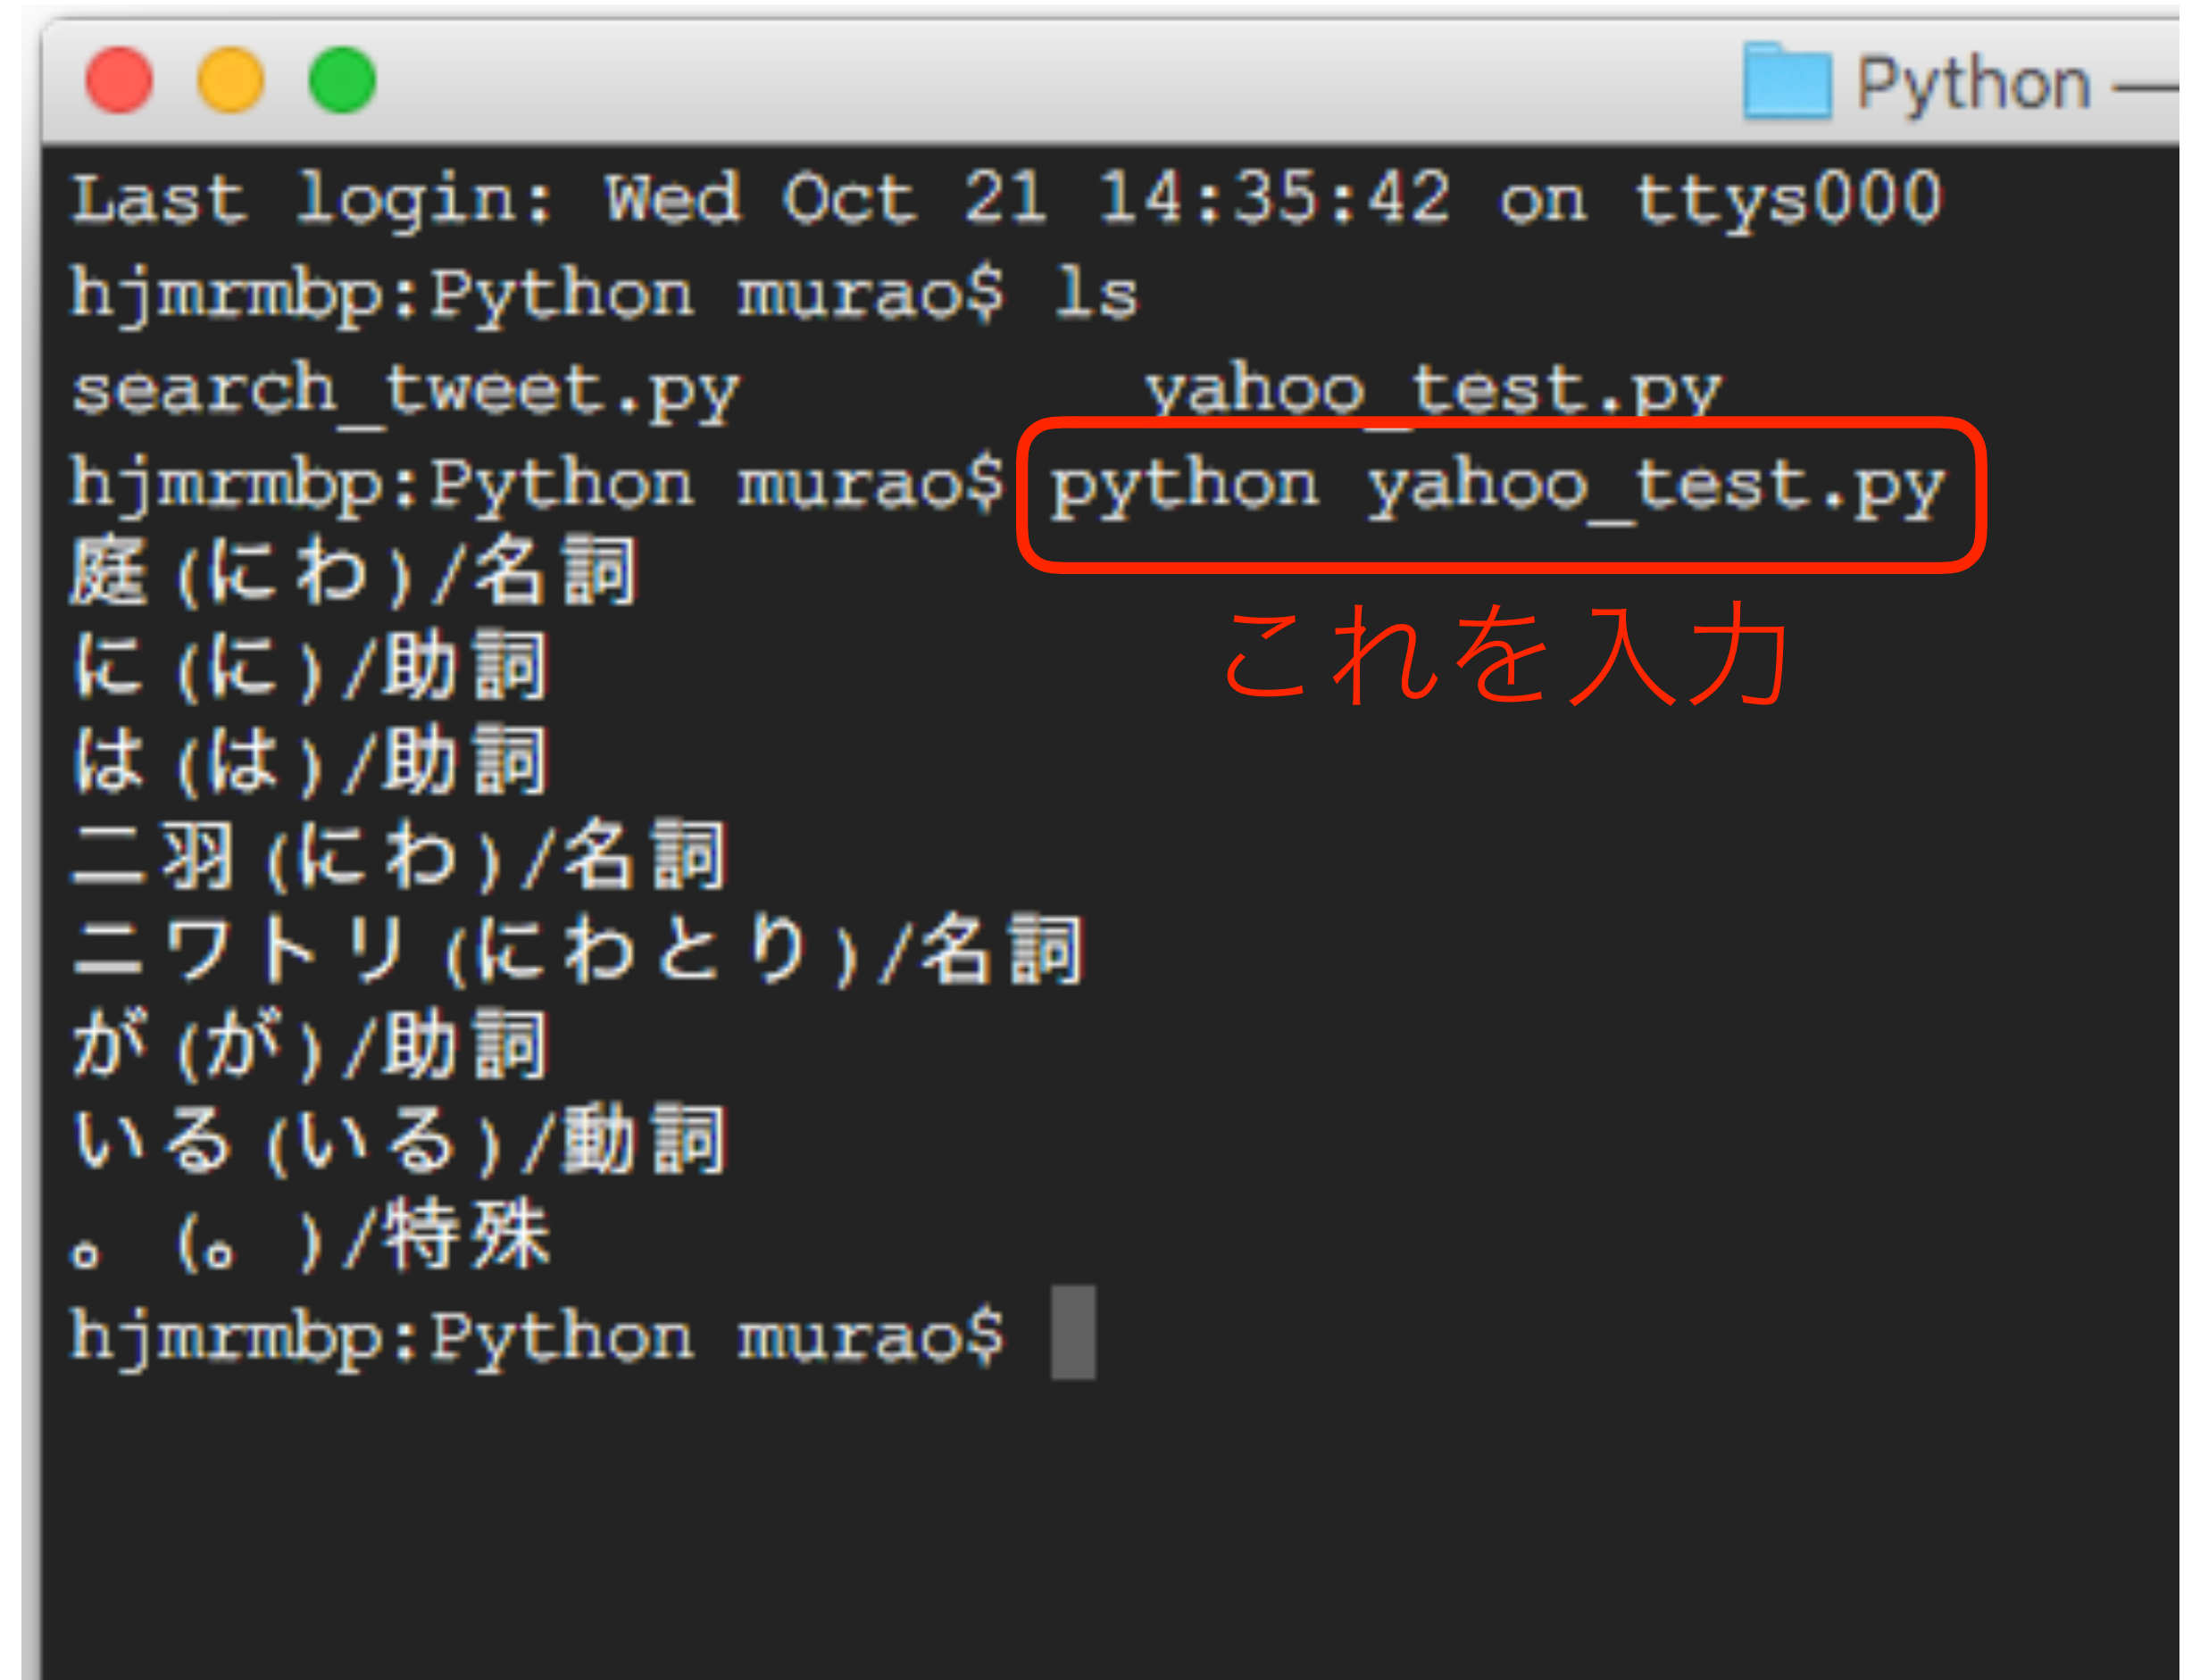 Python —
Last login: Wed Oct 21 14:35:42 on ttys000
hjmrmbp:Python murao$ ls
search_tweet.py yahoo_test.py
hjmrmbp:Python murao$ python yahoo_test.py
これを入力
庭(にわ)/名詞
に(に)/助詞
は(は)/助詞
二羽(にわ)/名詞
ニワトリ(にわとり)/名詞
が(が)/助詞
いる(いる)/動詞
。(。)/特殊
hjmrmbp:Python murao$